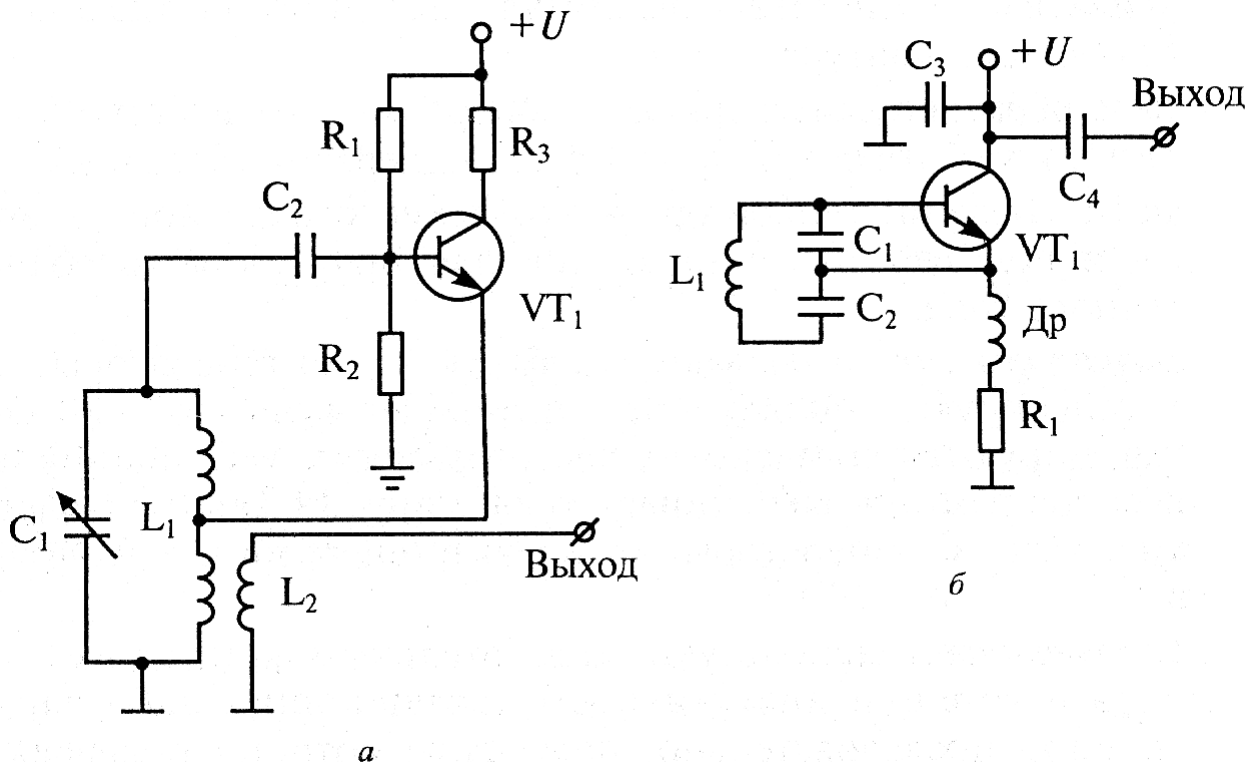 +U
R₁
R₃
C₂
VT₁
R₂
C₁
L₁
L₂
Выход
а
+U
C₃
Выход
C₄
VT₁
C₁
L₁
C₂
Др
R₁
б